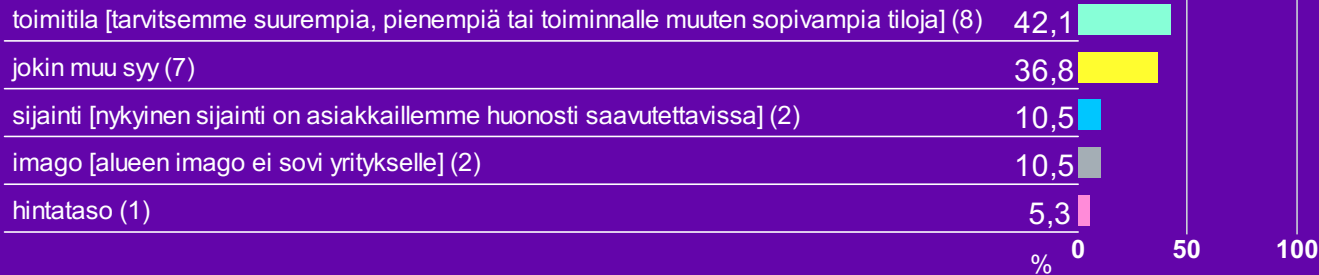 toimitila [tarvitsemme suurempia, pienempiä tai toiminnalle muuten sopivampia tiloja] (8) 42,1
jokin muu syy (7) 36,8
sijainti [nykyinen sijainti on asiakkaillemme huonosti saavutettavissa] (2) 10,5
imago [alueen imago ei sovi yritykselle] (2) 10,5
hintataso (1) 5,3
% 0 50 100